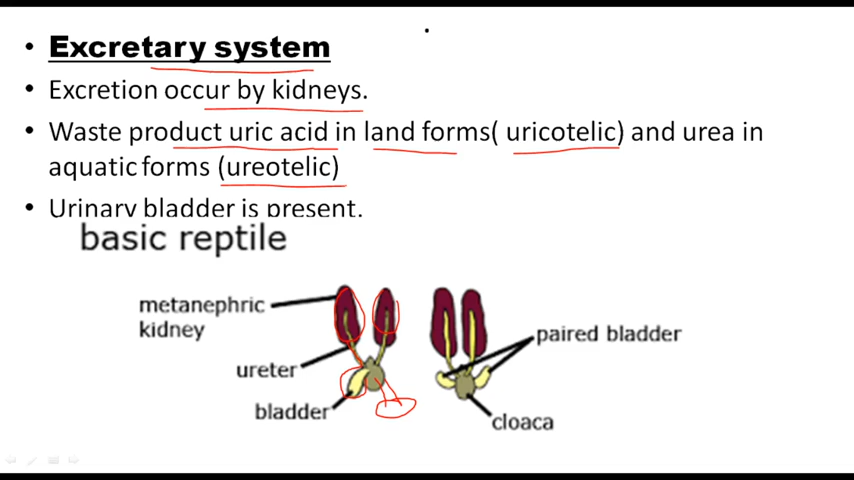 • Excretary system
• Excretion occur by kidneys.
• Waste product uric acid in land forms( uricotelic) and urea in
aquatic forms (ureotelic)
• Urinary bladder is present.
basic reptile
metanephric
kidney
paired bladder
ureter
bladder
cloaca